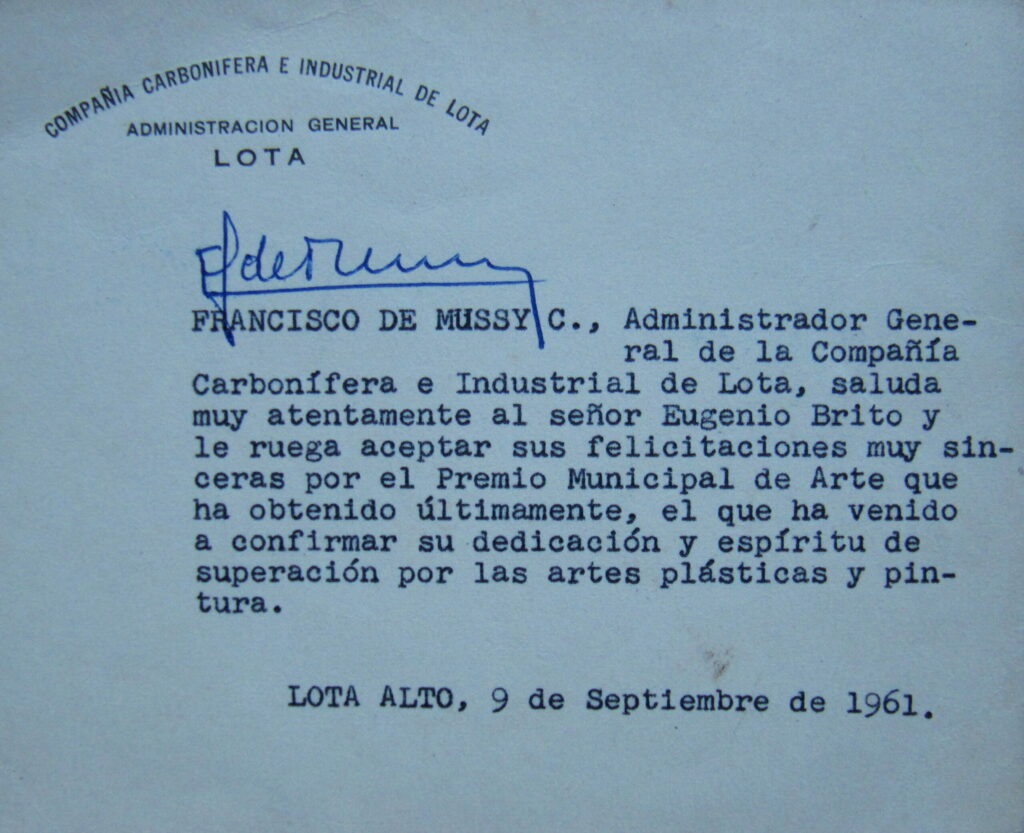 COMPAÑIA CARBONIFERA E INDUSTRIAL DE LOTA
ADMINISTRACION GENERAL
LOTA
FRANCISCO DE MUSSY C., Administrador Gene-
ral de la Compañía
Carbonífera e Industrial de Lota, saluda
muy atentamente al señor Eugenio Brito y
le ruega aceptar sus felicitaciones muy sin-
ceras por el Premio Municipal de Arte que
ha obtenido últimamente, el que ha venido
a confirmar su dedicación y espíritu de
superación por las artes plásticas y pin-
tura.
LOTA ALTO, 9 de Septiembre de 1961.